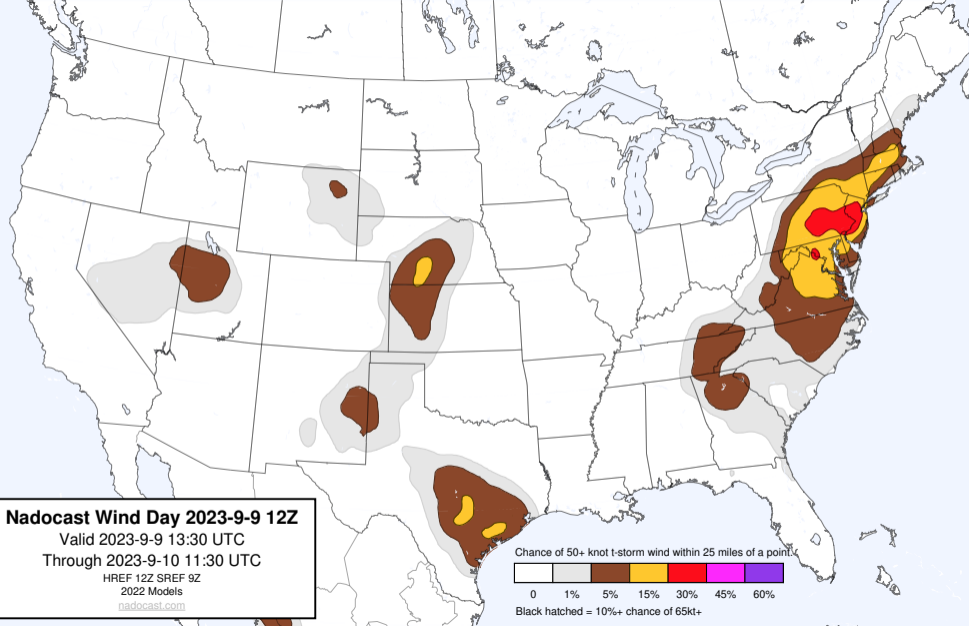 Nadocast Wind Day 2023-9-9 12Z
Valid 2023-9-9 13:30 UTC
Through 2023-9-10 11:30 UTC
HREF 12Z SREF 9Z
2022 Models
nadocast.com
Chance of 50+ knot t-storm wind within 25 miles of a point.
0 1% 5% 15% 30% 45% 60%
Black hatched = 10%+ chance of 65kt+